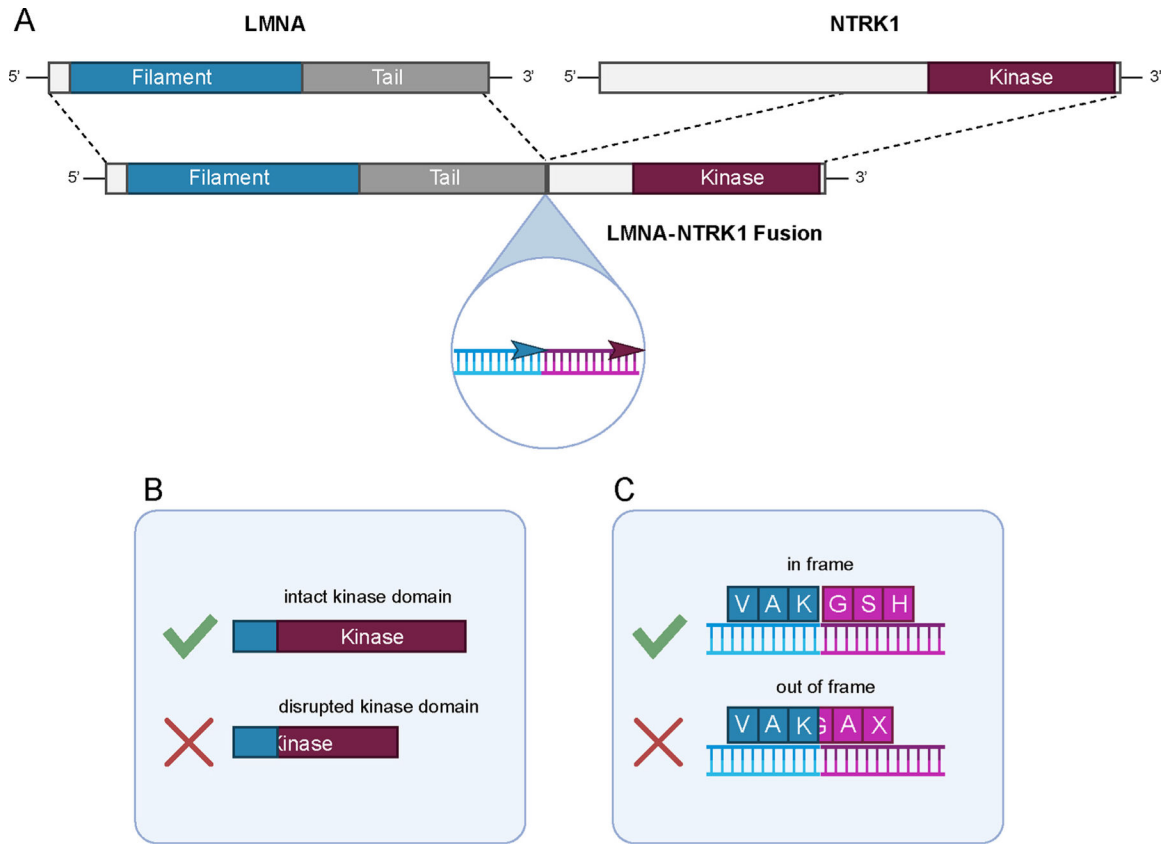 A
LMNA
NTRK1
5'
Filament
Tail
3'
5'
Kinase
3'
5'
Filament
Tail
Kinase
3'
LMNA-NTRK1 Fusion
B
intact kinase domain
Kinase
disrupted kinase domain
Kinase
C
in frame
V A K G S H
out of frame
V A K G A X